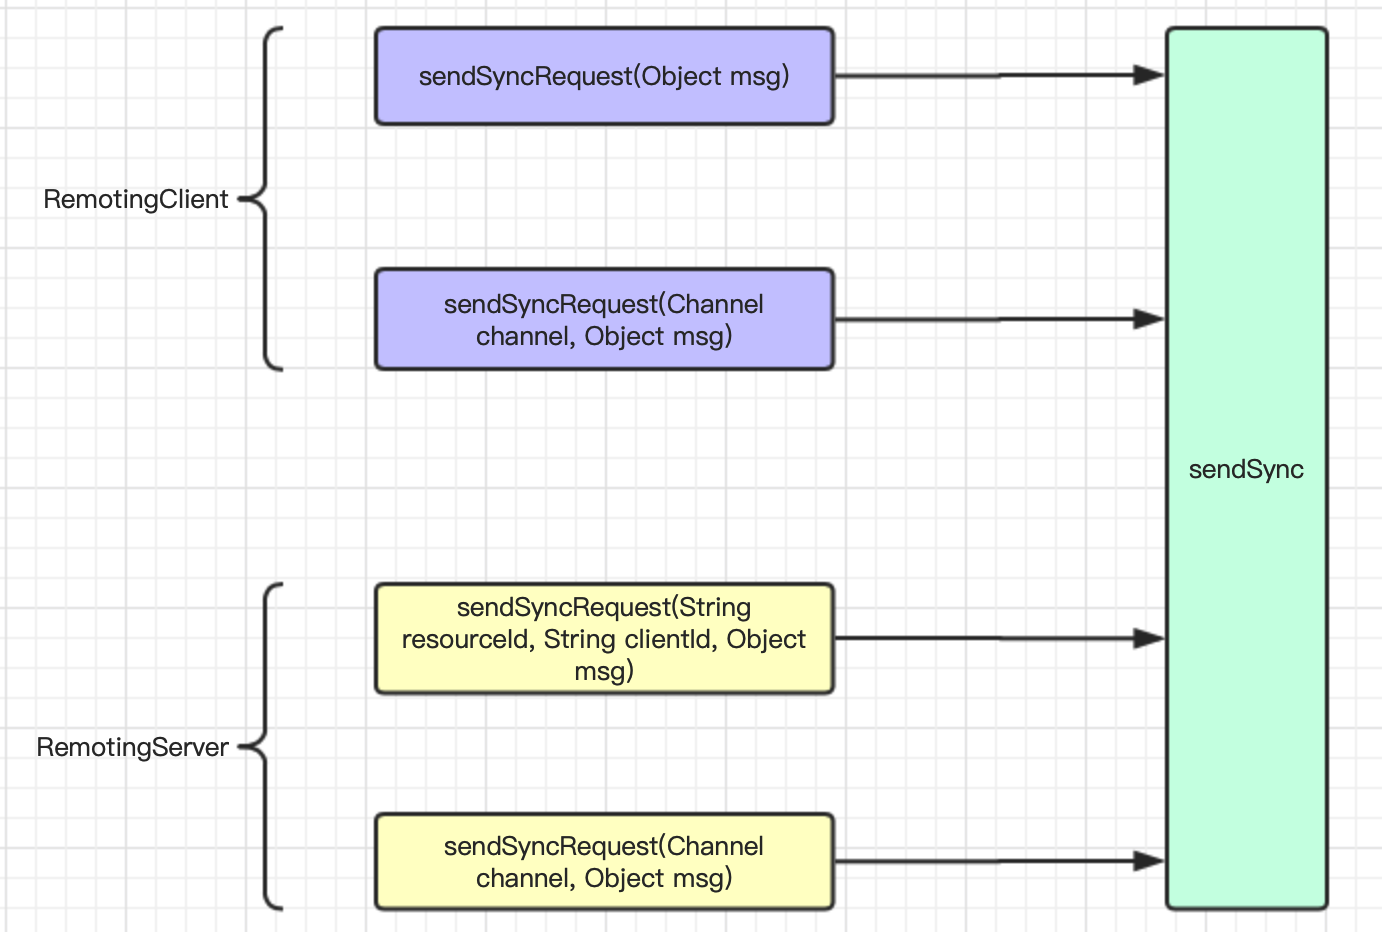 sendSyncRequest(Object msg)
RemotingClient
sendSyncRequest(Channel
channel, Object msg)
sendSync
sendSyncRequest(String
resourceId, String clientId, Object
msg)
RemotingServer
sendSyncRequest(Channel
channel, Object msg)